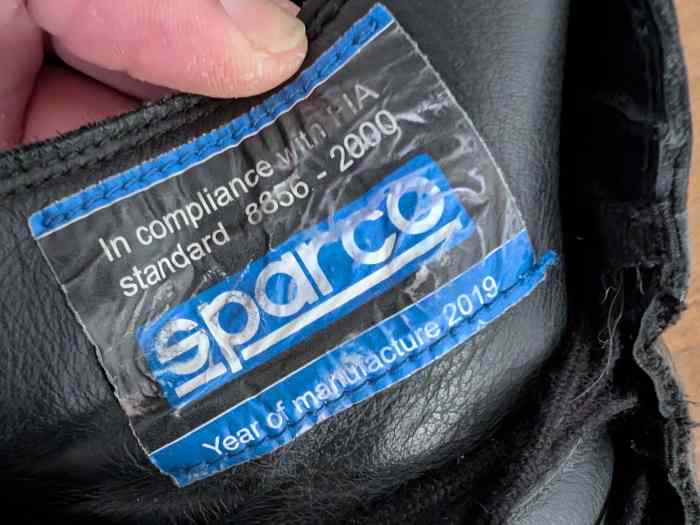 In compliance with FIA
standard 8856 - 2000
sparco
Year of manufacture 2019